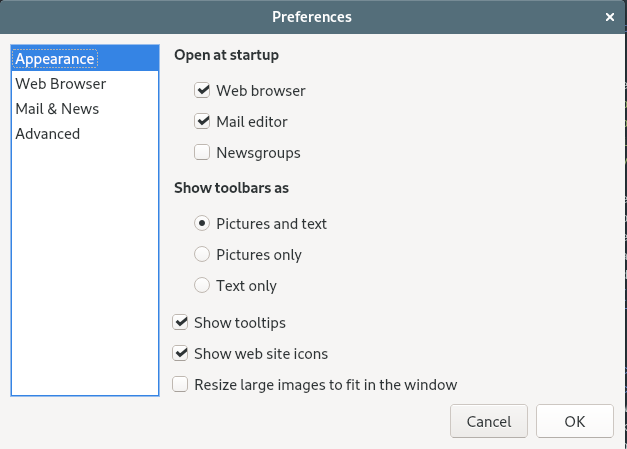 Preferences
Appearance
Web Browser
Mail & News
Advanced
Open at startup
Web browser
Mail editor
Newsgroups
Show toolbars as
Pictures and text
Pictures only
Text only
Show tooltips
Show web site icons
Resize large images to fit in the window
Cancel
OK